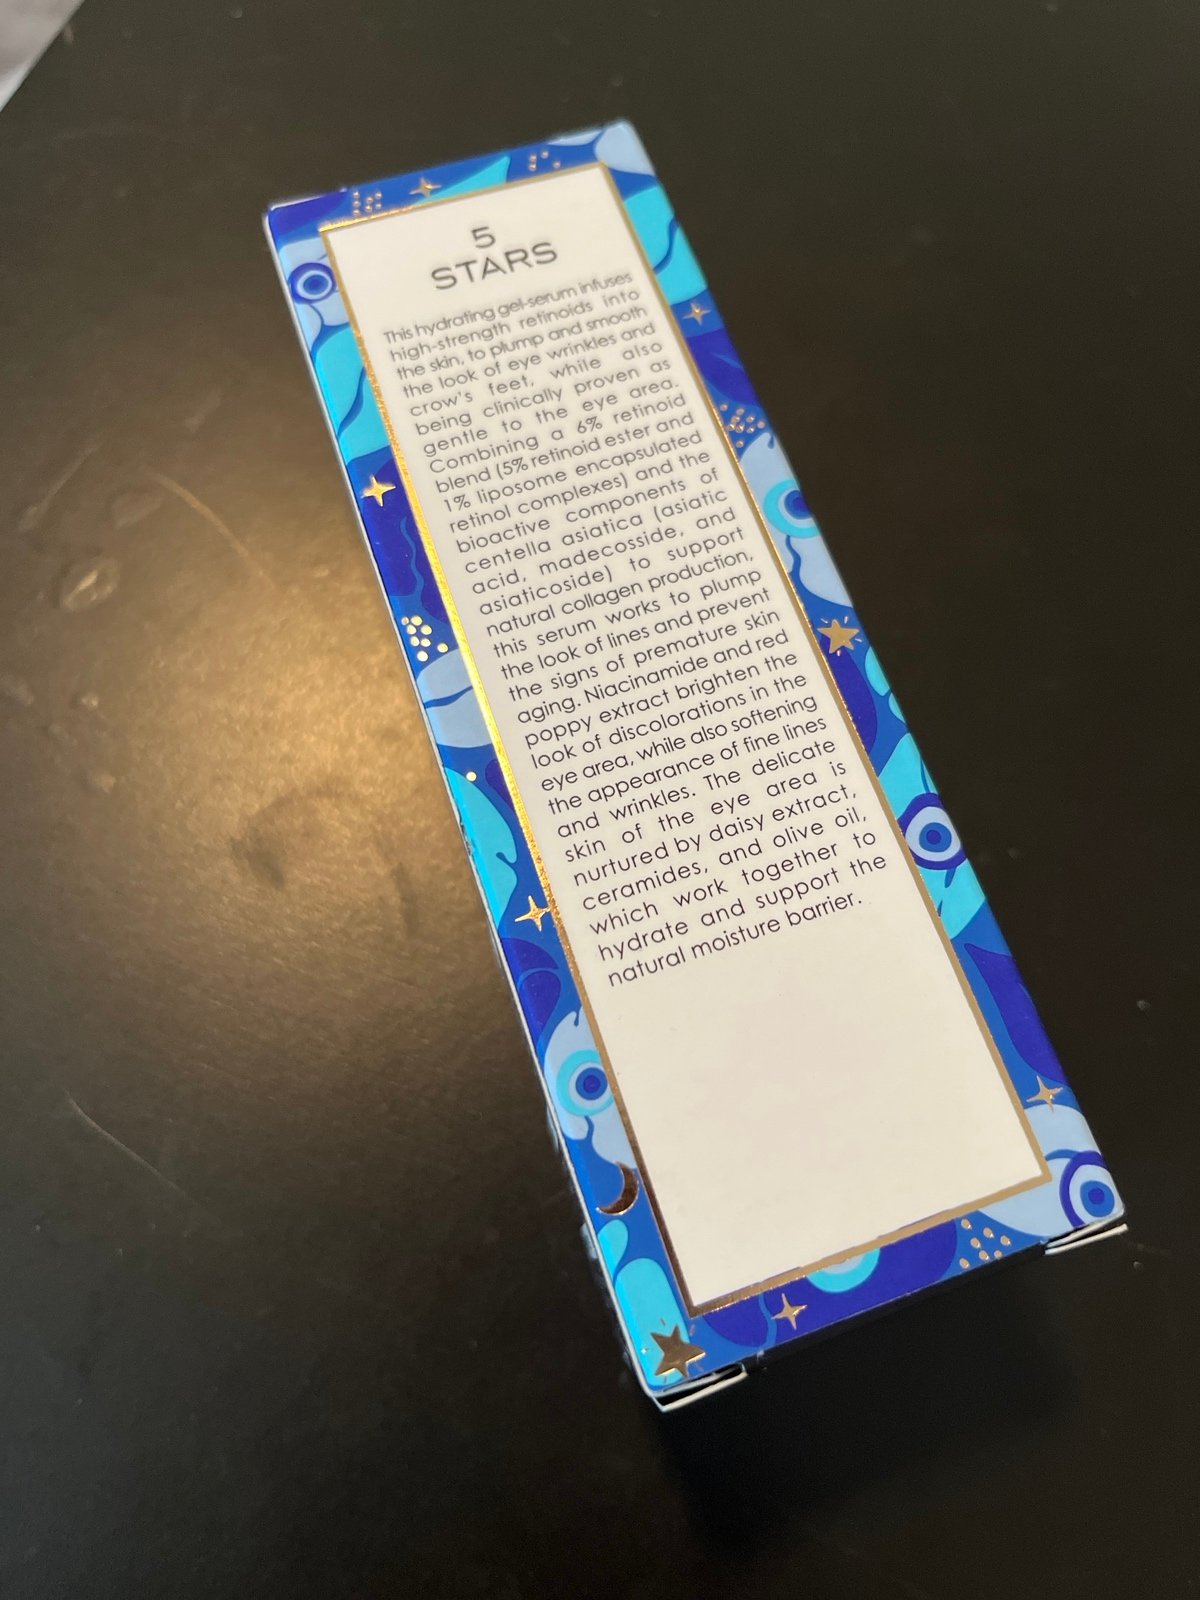 5
STARS
This hydrating gel-serum infuses
high-strength retinoids into
the skin, to plump and smooth
the look of eye wrinkles and
crow's feet, while also
being clinically proven as
gentle to the eye area.
Combining a 6% retinoid
blend (5% retinoid ester and
1% liposome encapsulated
retinol complexes) and the
bioactive components of
centella asiatica (asiatic
acid, madecosside, and
asiaticoside) to support
natural collagen production,
this serum works to plump
the look of lines and prevent
the signs of premature skin
aging. Niacinamide and red
poppy extract brighten the
look of discolorations in the
eye area, while also softening
the appearance of fine lines
and wrinkles. The delicate
skin of the eye area is
nurtured by daisy extract,
ceramides, and olive oil,
which work together to
hydrate and support the
natural moisture barrier.